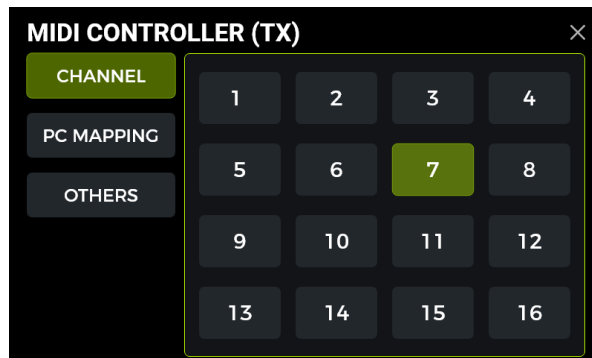 MIDI CONTROLLER (TX)
CHANNEL
PC MAPPING
OTHERS
1 2 3 4
5 6 7 8
9 10 11 12
13 14 15 16